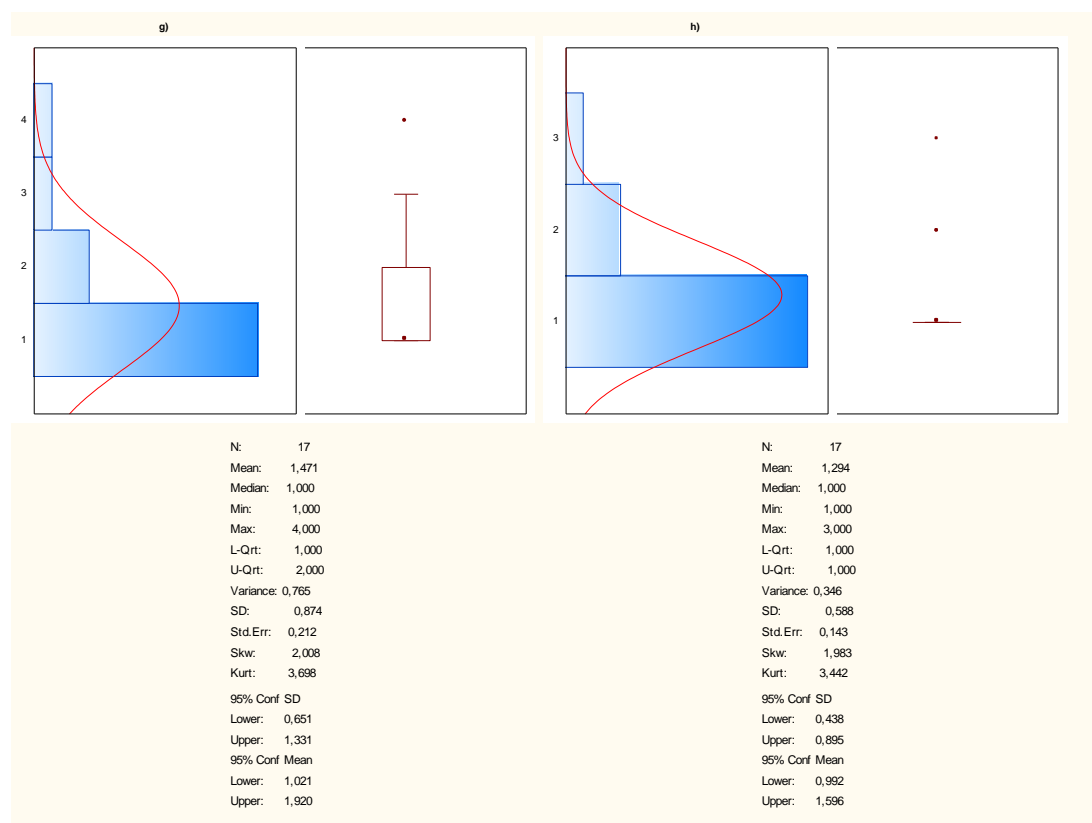 g)
4
3
2
1
N: 17
Mean: 1,471
Median: 1,000
Min: 1,000
Max: 4,000
L-Qrt: 1,000
U-Qrt: 2,000
Variance: 0,765
SD: 0,874
Std.Err: 0,212
Skw: 2,008
Kurt: 3,698
95% Conf SD
Lower: 0,651
Upper: 1,331
95% Conf Mean
Lower: 1,021
Upper: 1,920
h)
3
2
1
N: 17
Mean: 1,294
Median: 1,000
Min: 1,000
Max: 3,000
L-Qrt: 1,000
U-Qrt: 1,000
Variance: 0,346
SD: 0,588
Std.Err: 0,143
Skw: 1,983
Kurt: 3,442
95% Conf SD
Lower: 0,438
Upper: 0,895
95% Conf Mean
Lower: 0,992
Upper: 1,596